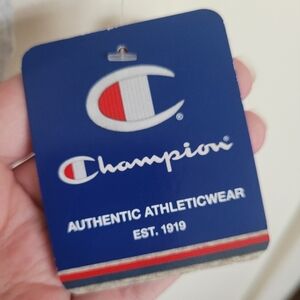 C®
Champion®
AUTHENTIC ATHLETICWEAR
EST. 1919